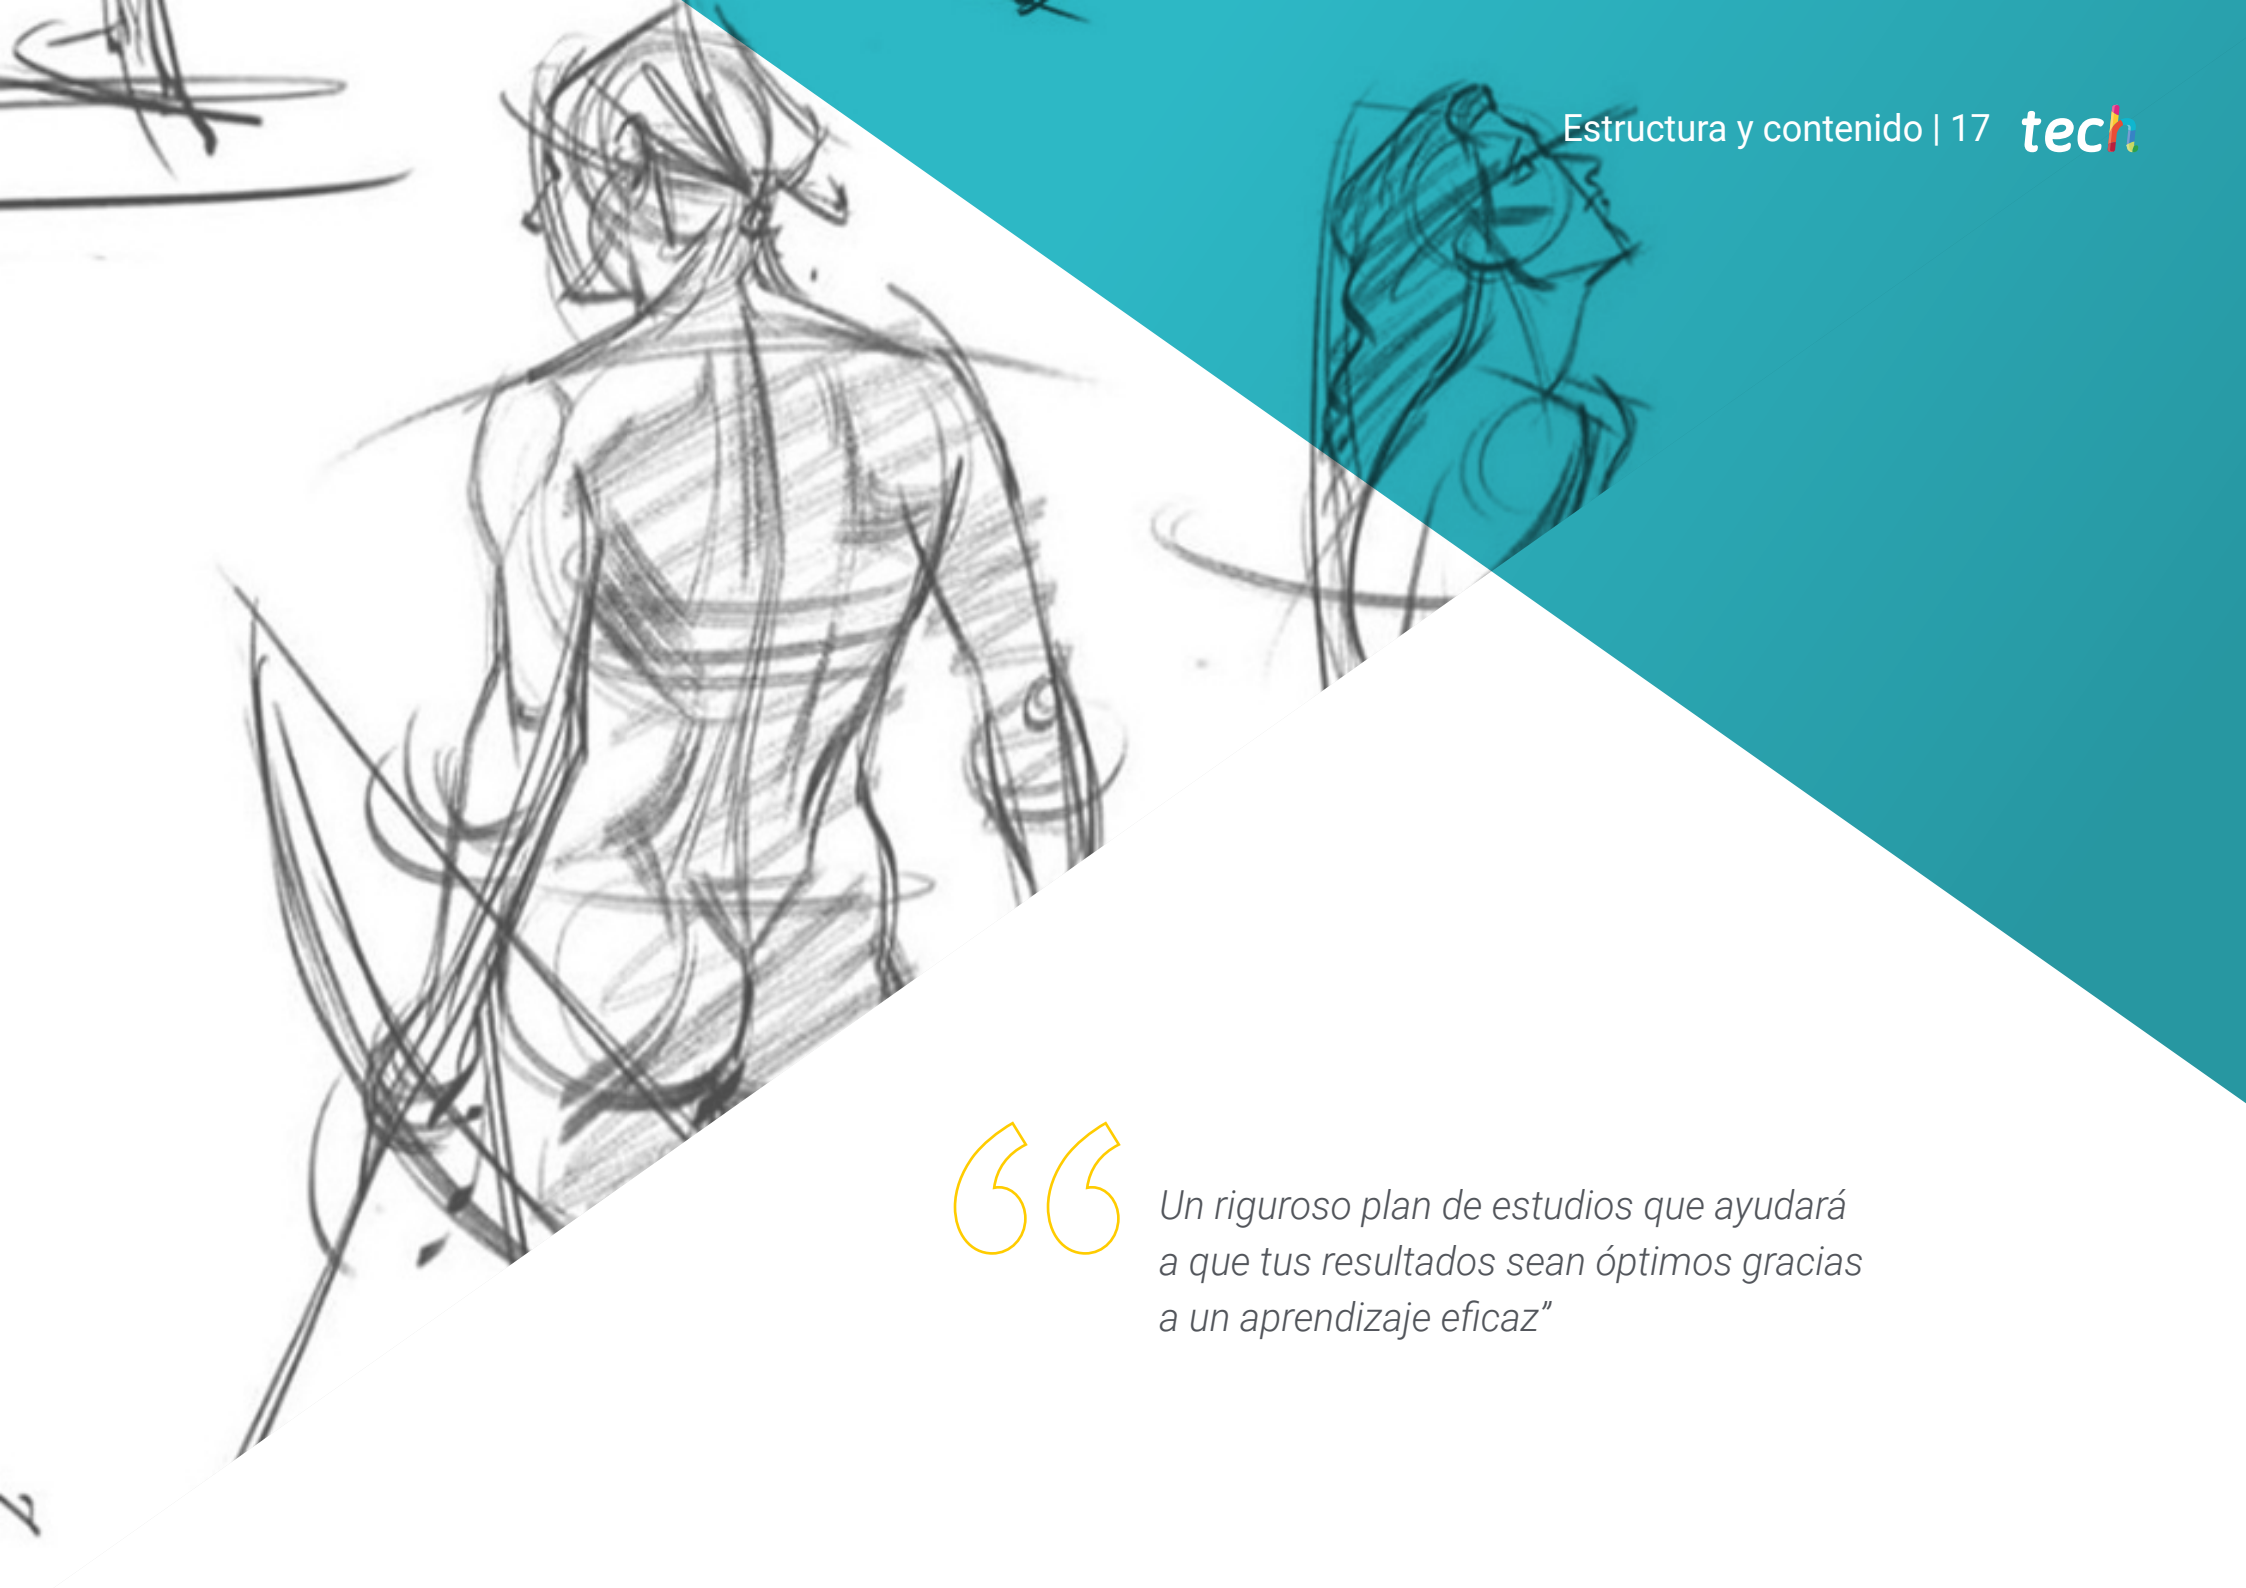 Estructura y contenido | 17 tech
“Un riguroso plan de estudios que ayudará
a que tus resultados sean óptimos gracias
a un aprendizaje eficaz”